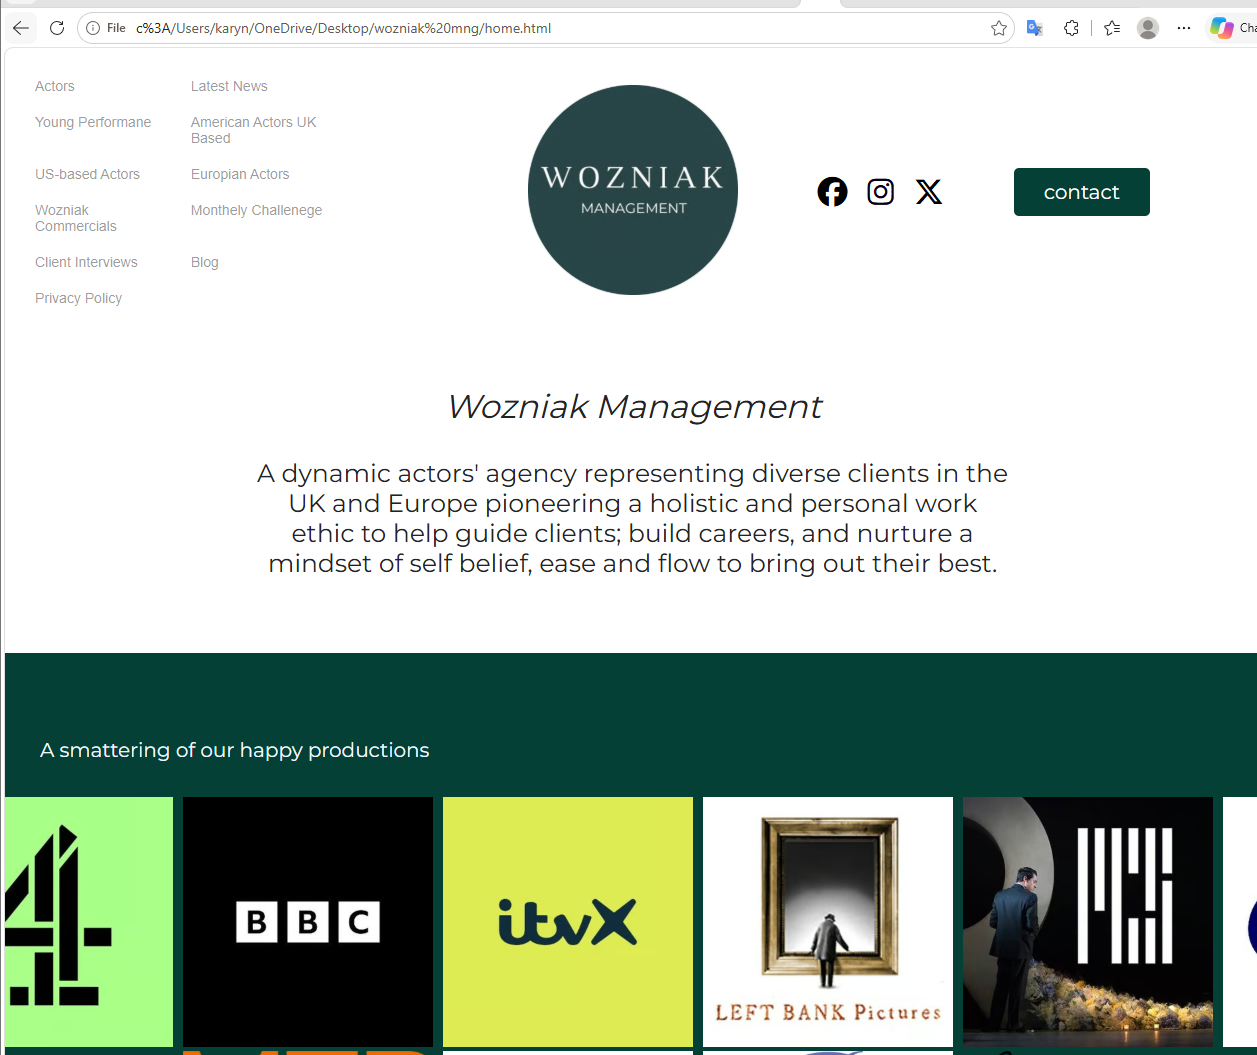 File c%3A/Users/karyn/OneDrive/Desktop/wozniak%20mng/home.html
Actors
Latest News
Young Performane
American Actors UK
Based
US-based Actors
Europian Actors
Wozniak
Commercials
Monthely Challenege
Client Interviews
Blog
Privacy Policy
WOZNIAK
MANAGEMENT
contact
Wozniak Management
A dynamic actors' agency representing diverse clients in the
UK and Europe pioneering a holistic and personal work
ethic to help guide clients; build careers, and nurture a
mindset of self belief, ease and flow to bring out their best.
A smattering of our happy productions
4
BBC
itvX
LEFT BANK Pictures